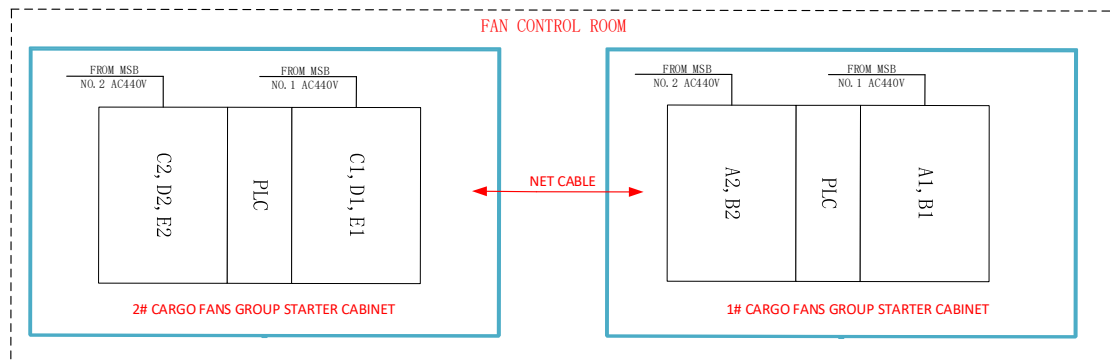 FAN CONTROL ROOM
FROM MSB
NO. 2 AC440V
FROM MSB
NO. 1 AC440V
C2, D2, E2
PLC
C1, D1, E1
2# CARGO FANS GROUP STARTER CABINET
NET CABLE
FROM MSB
NO. 2 AC440V
FROM MSB
NO. 1 AC440V
A2, B2
PLC
A1, B1
1# CARGO FANS GROUP STARTER CABINET